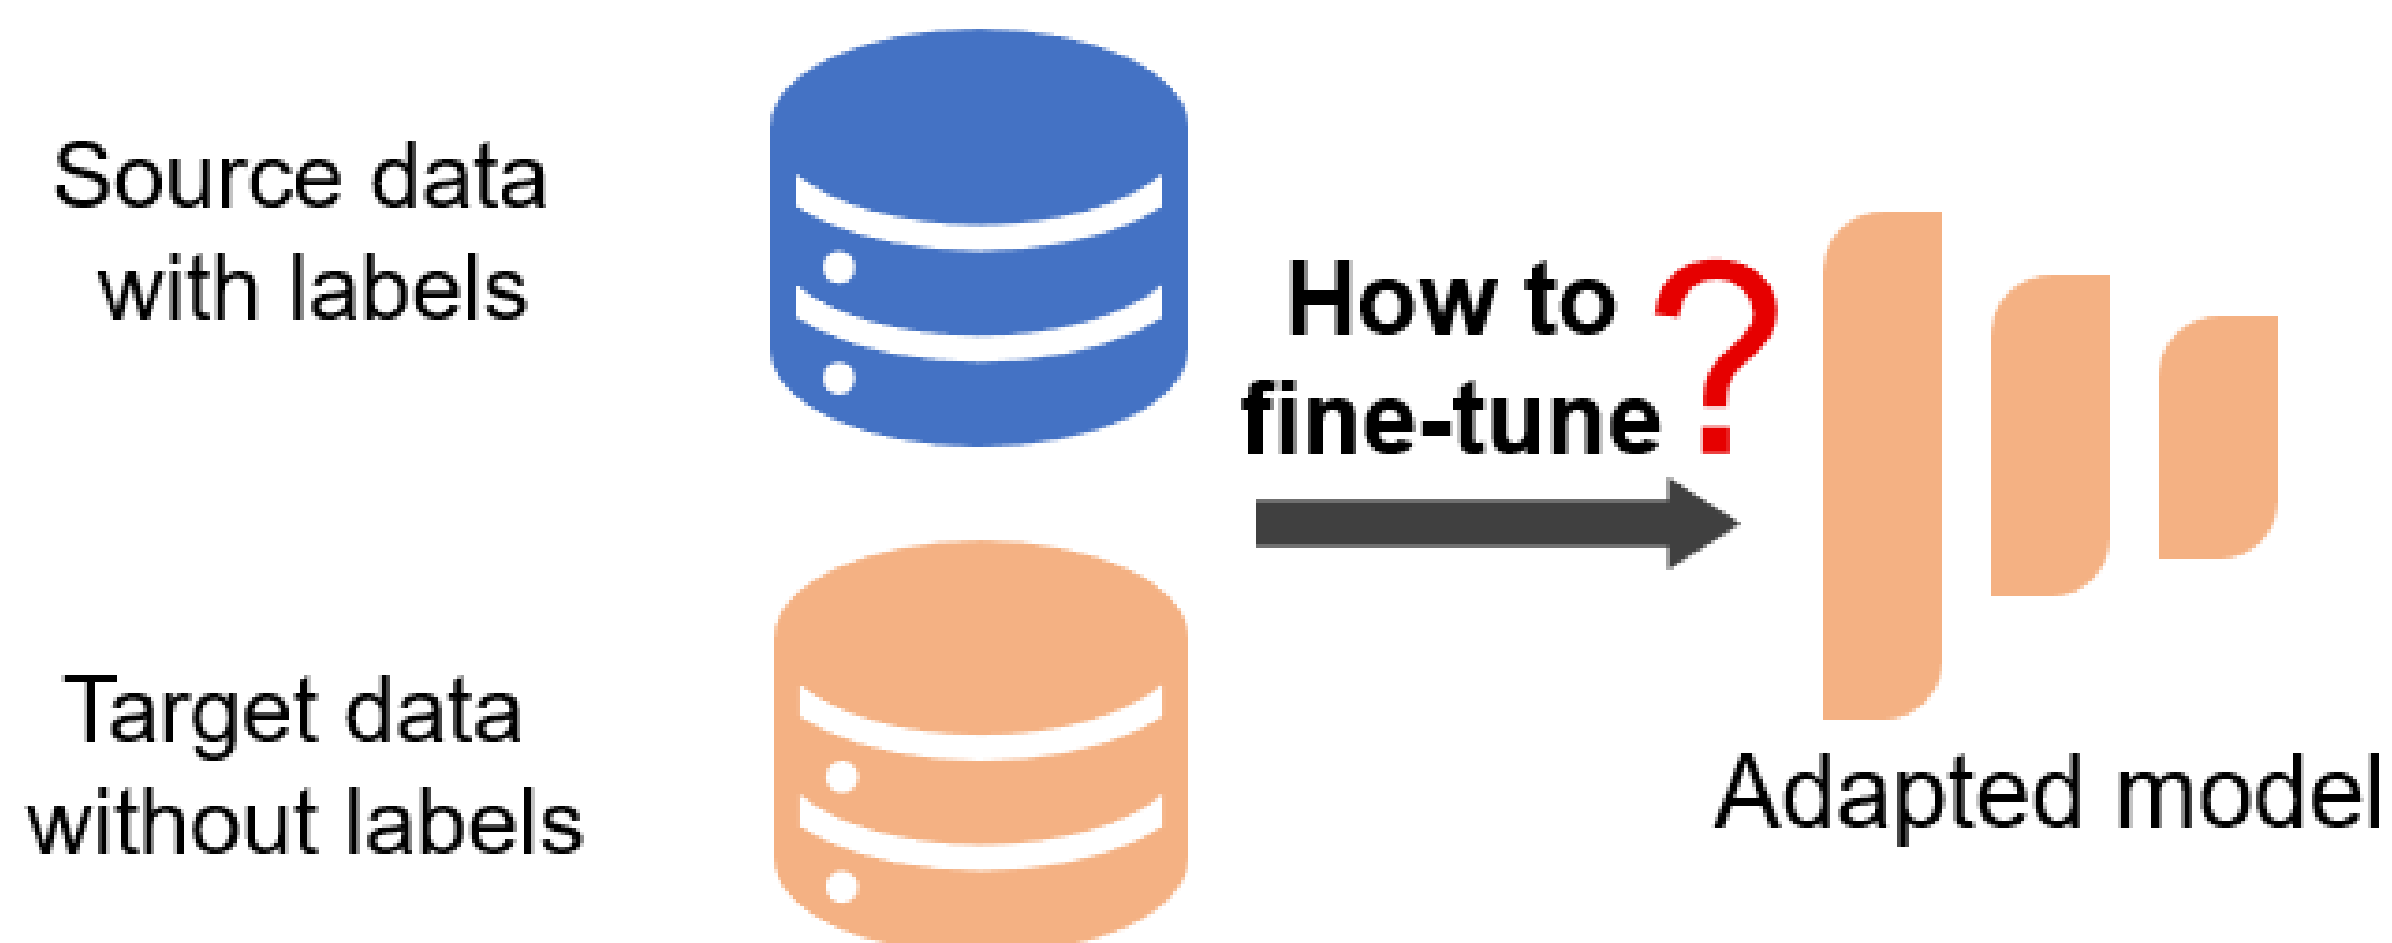 Source data
with labels
How to
fine-tune
?
Target data
without labels
Adapted model